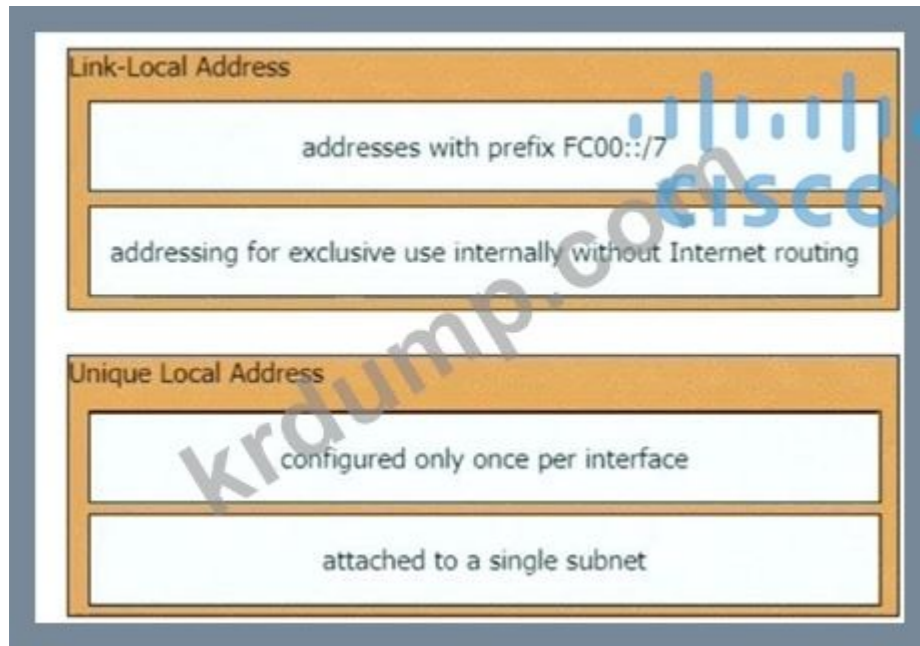 Link-Local Address
addresses with prefix FC00::/7
CISCO
addressing for exclusive use internally without Internet routing
krdump.com
Unique Local Address
configured only once per interface
attached to a single subnet